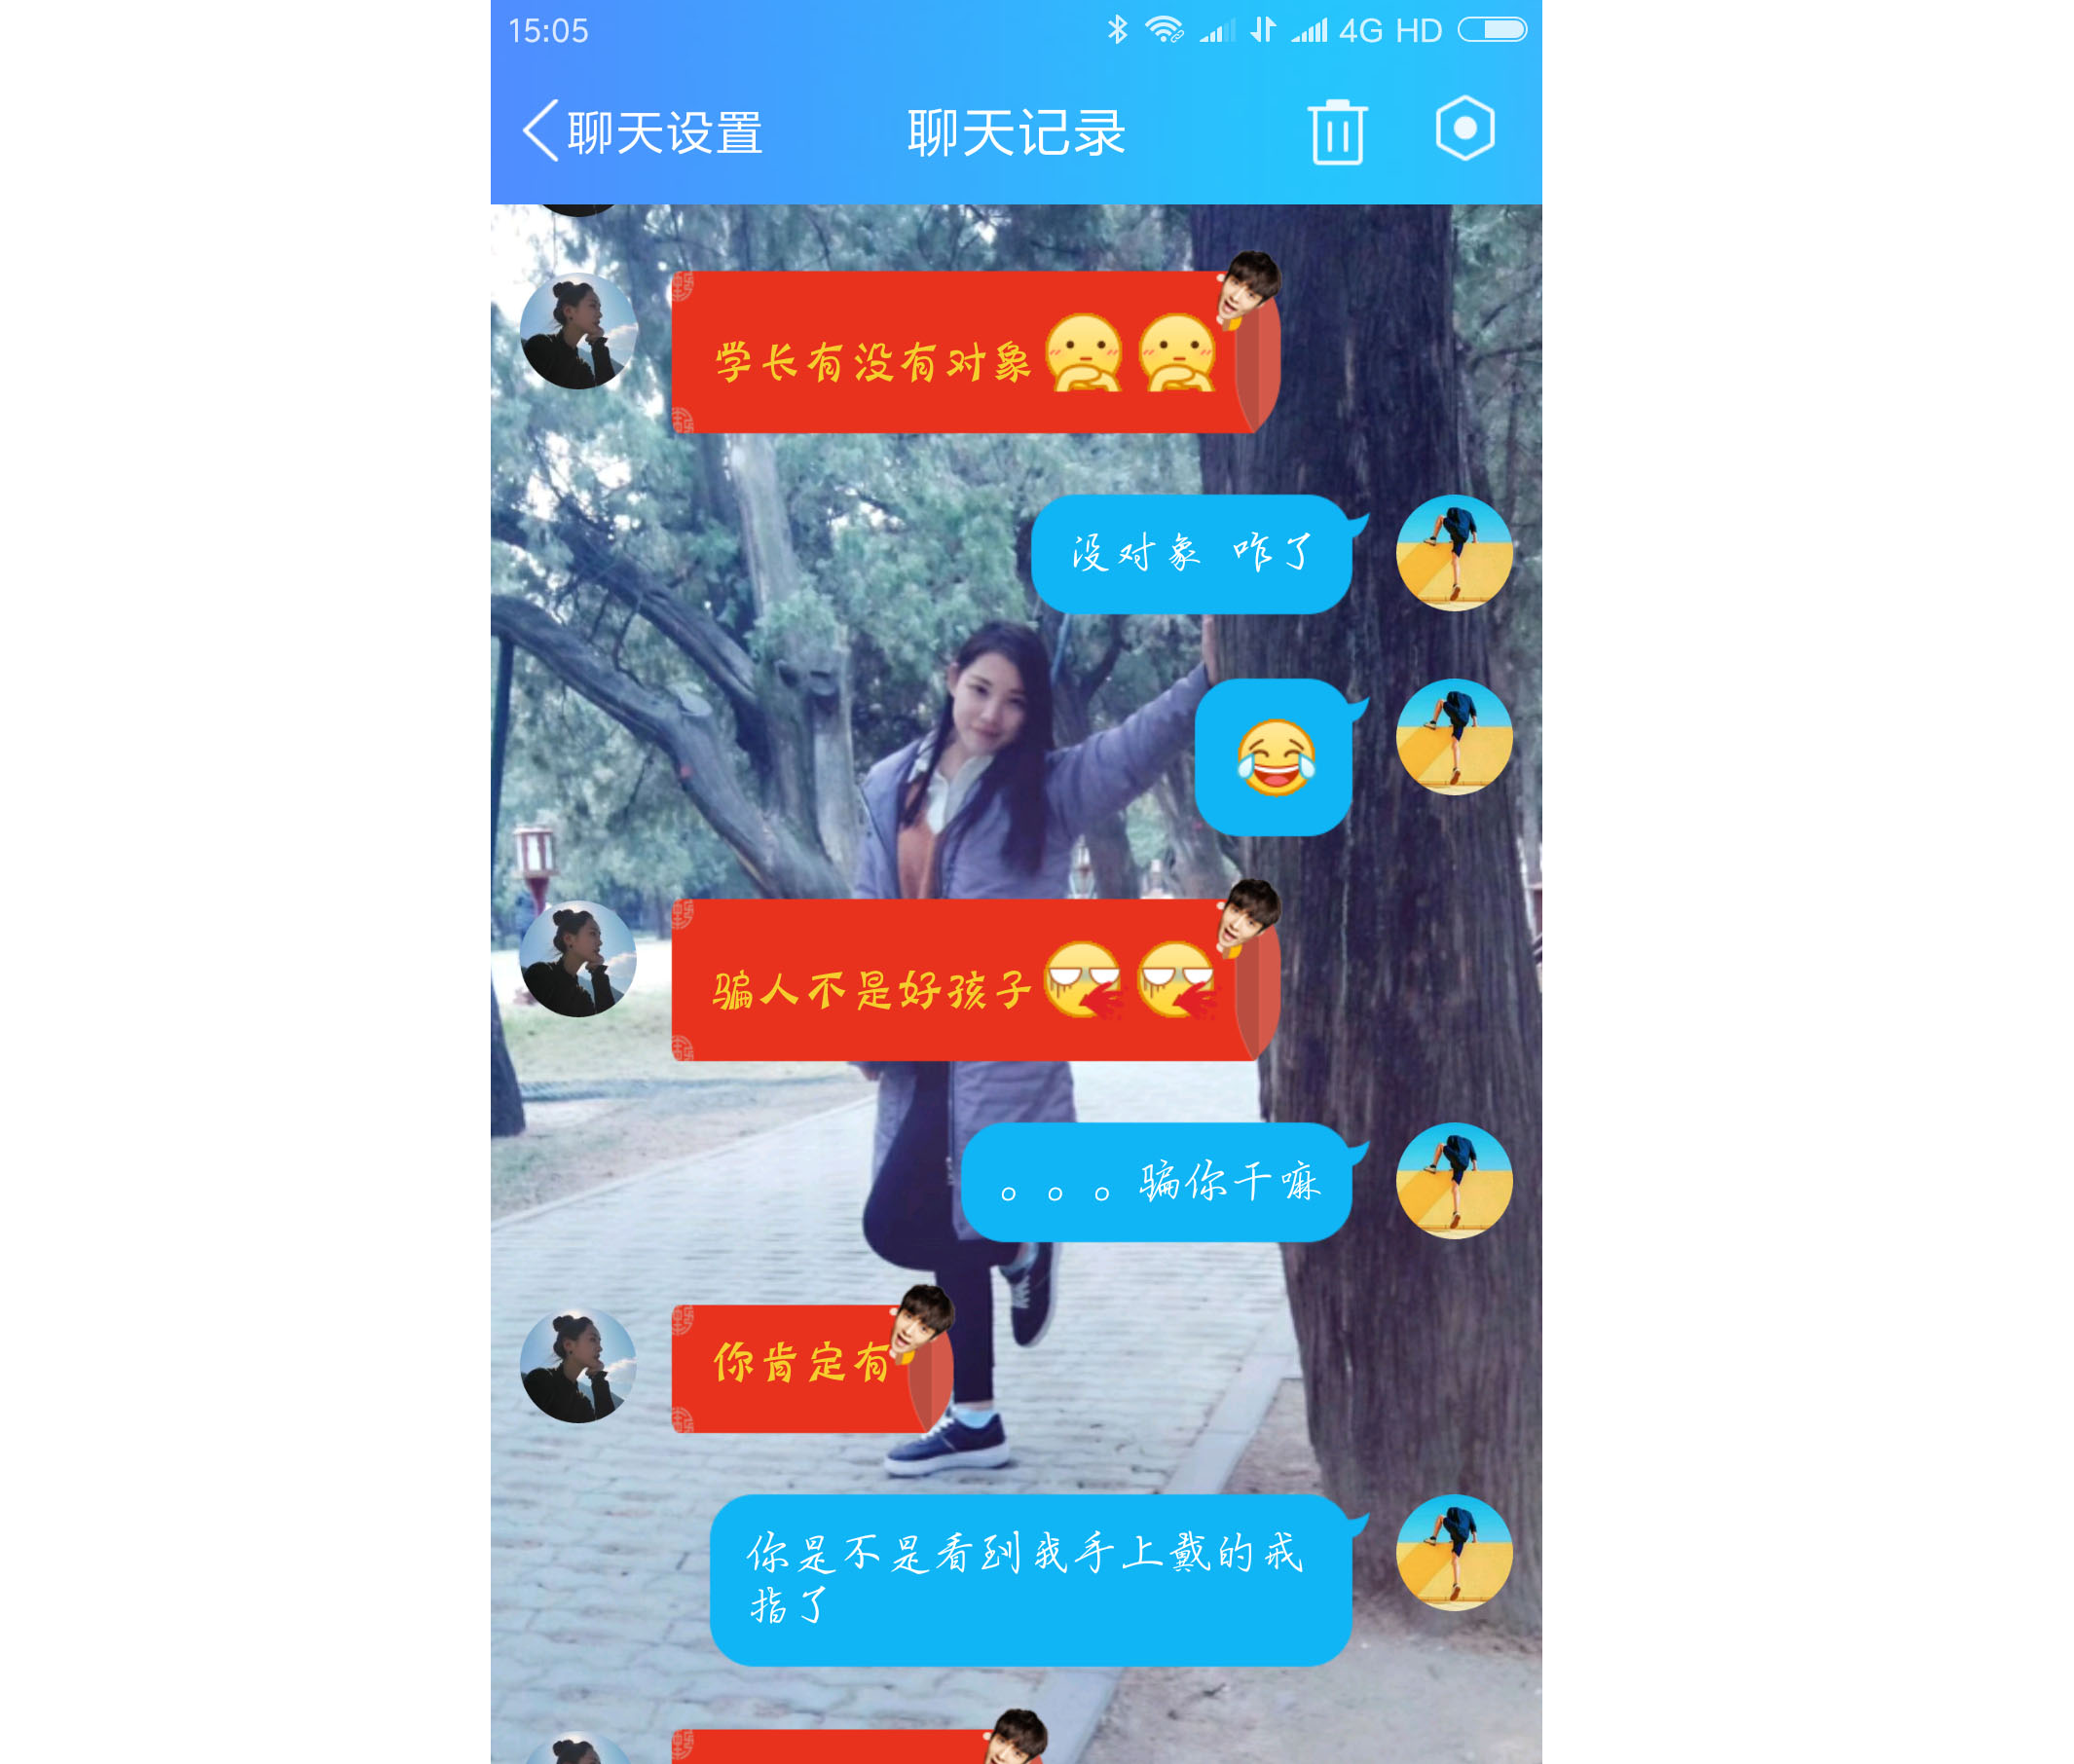 15:05 4G HD
聊天设置 聊天记录
学长有没有对象
没对象 咋了
骗人不是好孩子
。。。骗你干嘛
你肯定有
你是不是看到我手上戴的戒
指了